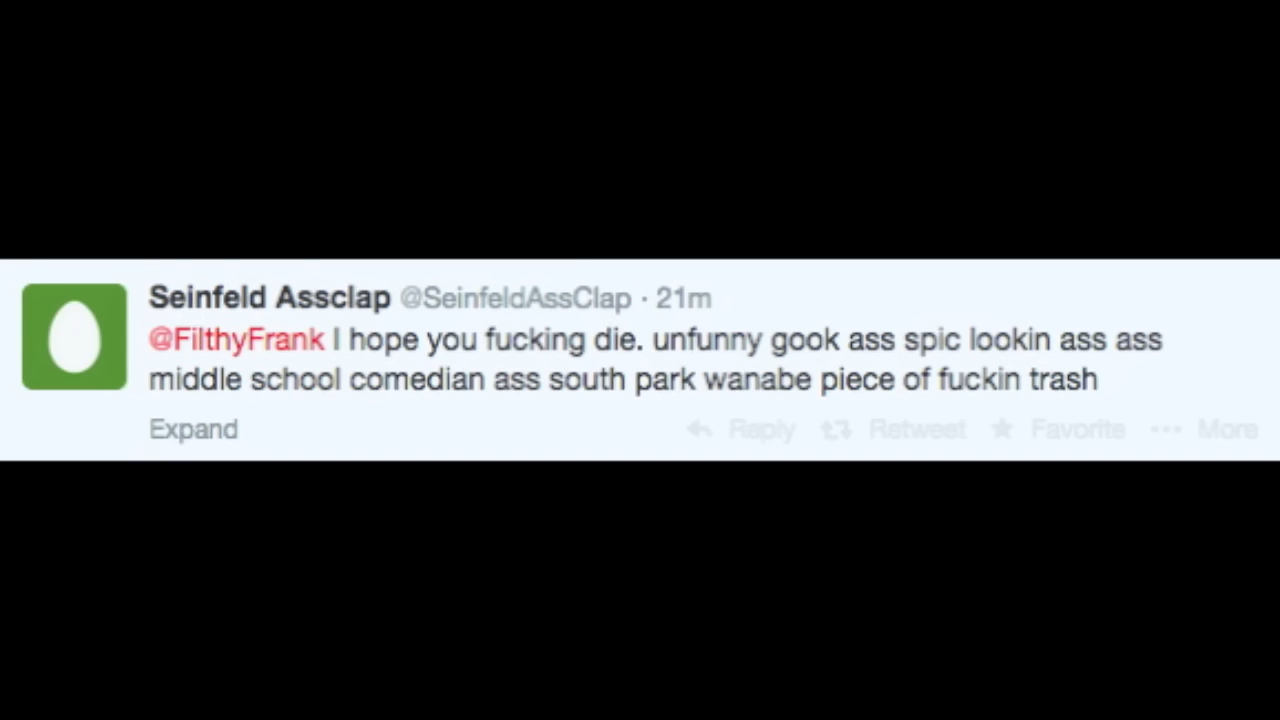 Seinfeld Assclap @SeinfeldAssClap · 21m
@FilthyFrank I hope you fucking die. unfunny gook ass spic lookin ass ass
middle school comedian ass south park wanabe piece of fuckin trash
Expand Reply Retweet Favorite ••• More